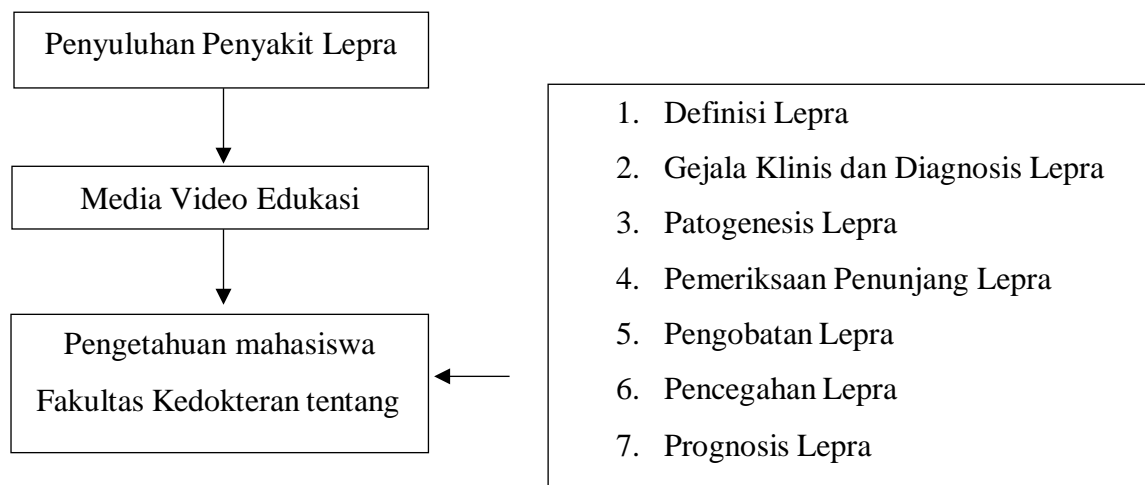 Penyuluhan Penyakit Lepra
Media Video Edukasi
Pengetahuan mahasiswa
Fakultas Kedokteran tentang
1. Definisi Lepra
2. Gejala Klinis dan Diagnosis Lepra
3. Patogenesis Lepra
4. Pemeriksaan Penunjang Lepra
5. Pengobatan Lepra
6. Pencegahan Lepra
7. Prognosis Lepra